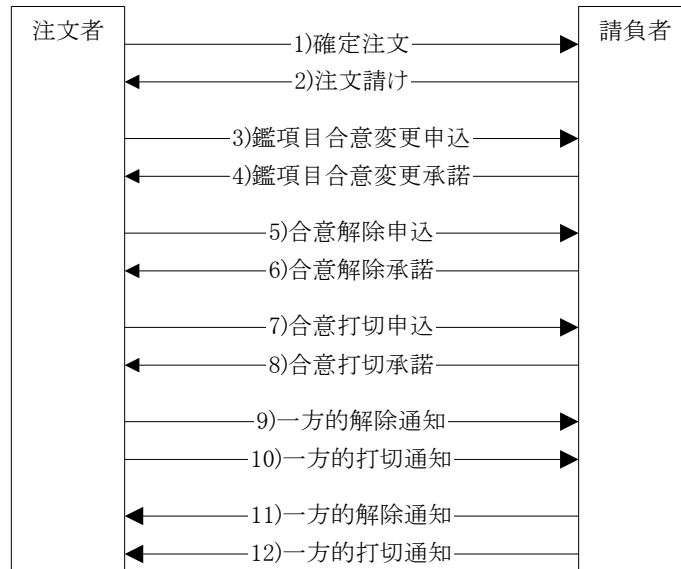 注文者
請負者
1)確定注文
2)注文請け
3)鑑項目合意変更申込
4)鑑項目合意変更承諾
5)合意解除申込
6)合意解除承諾
7)合意打切申込
8)合意打切承諾
9)一方的解除通知
10)一方的打切通知
11)一方的解除通知
12)一方的打切通知